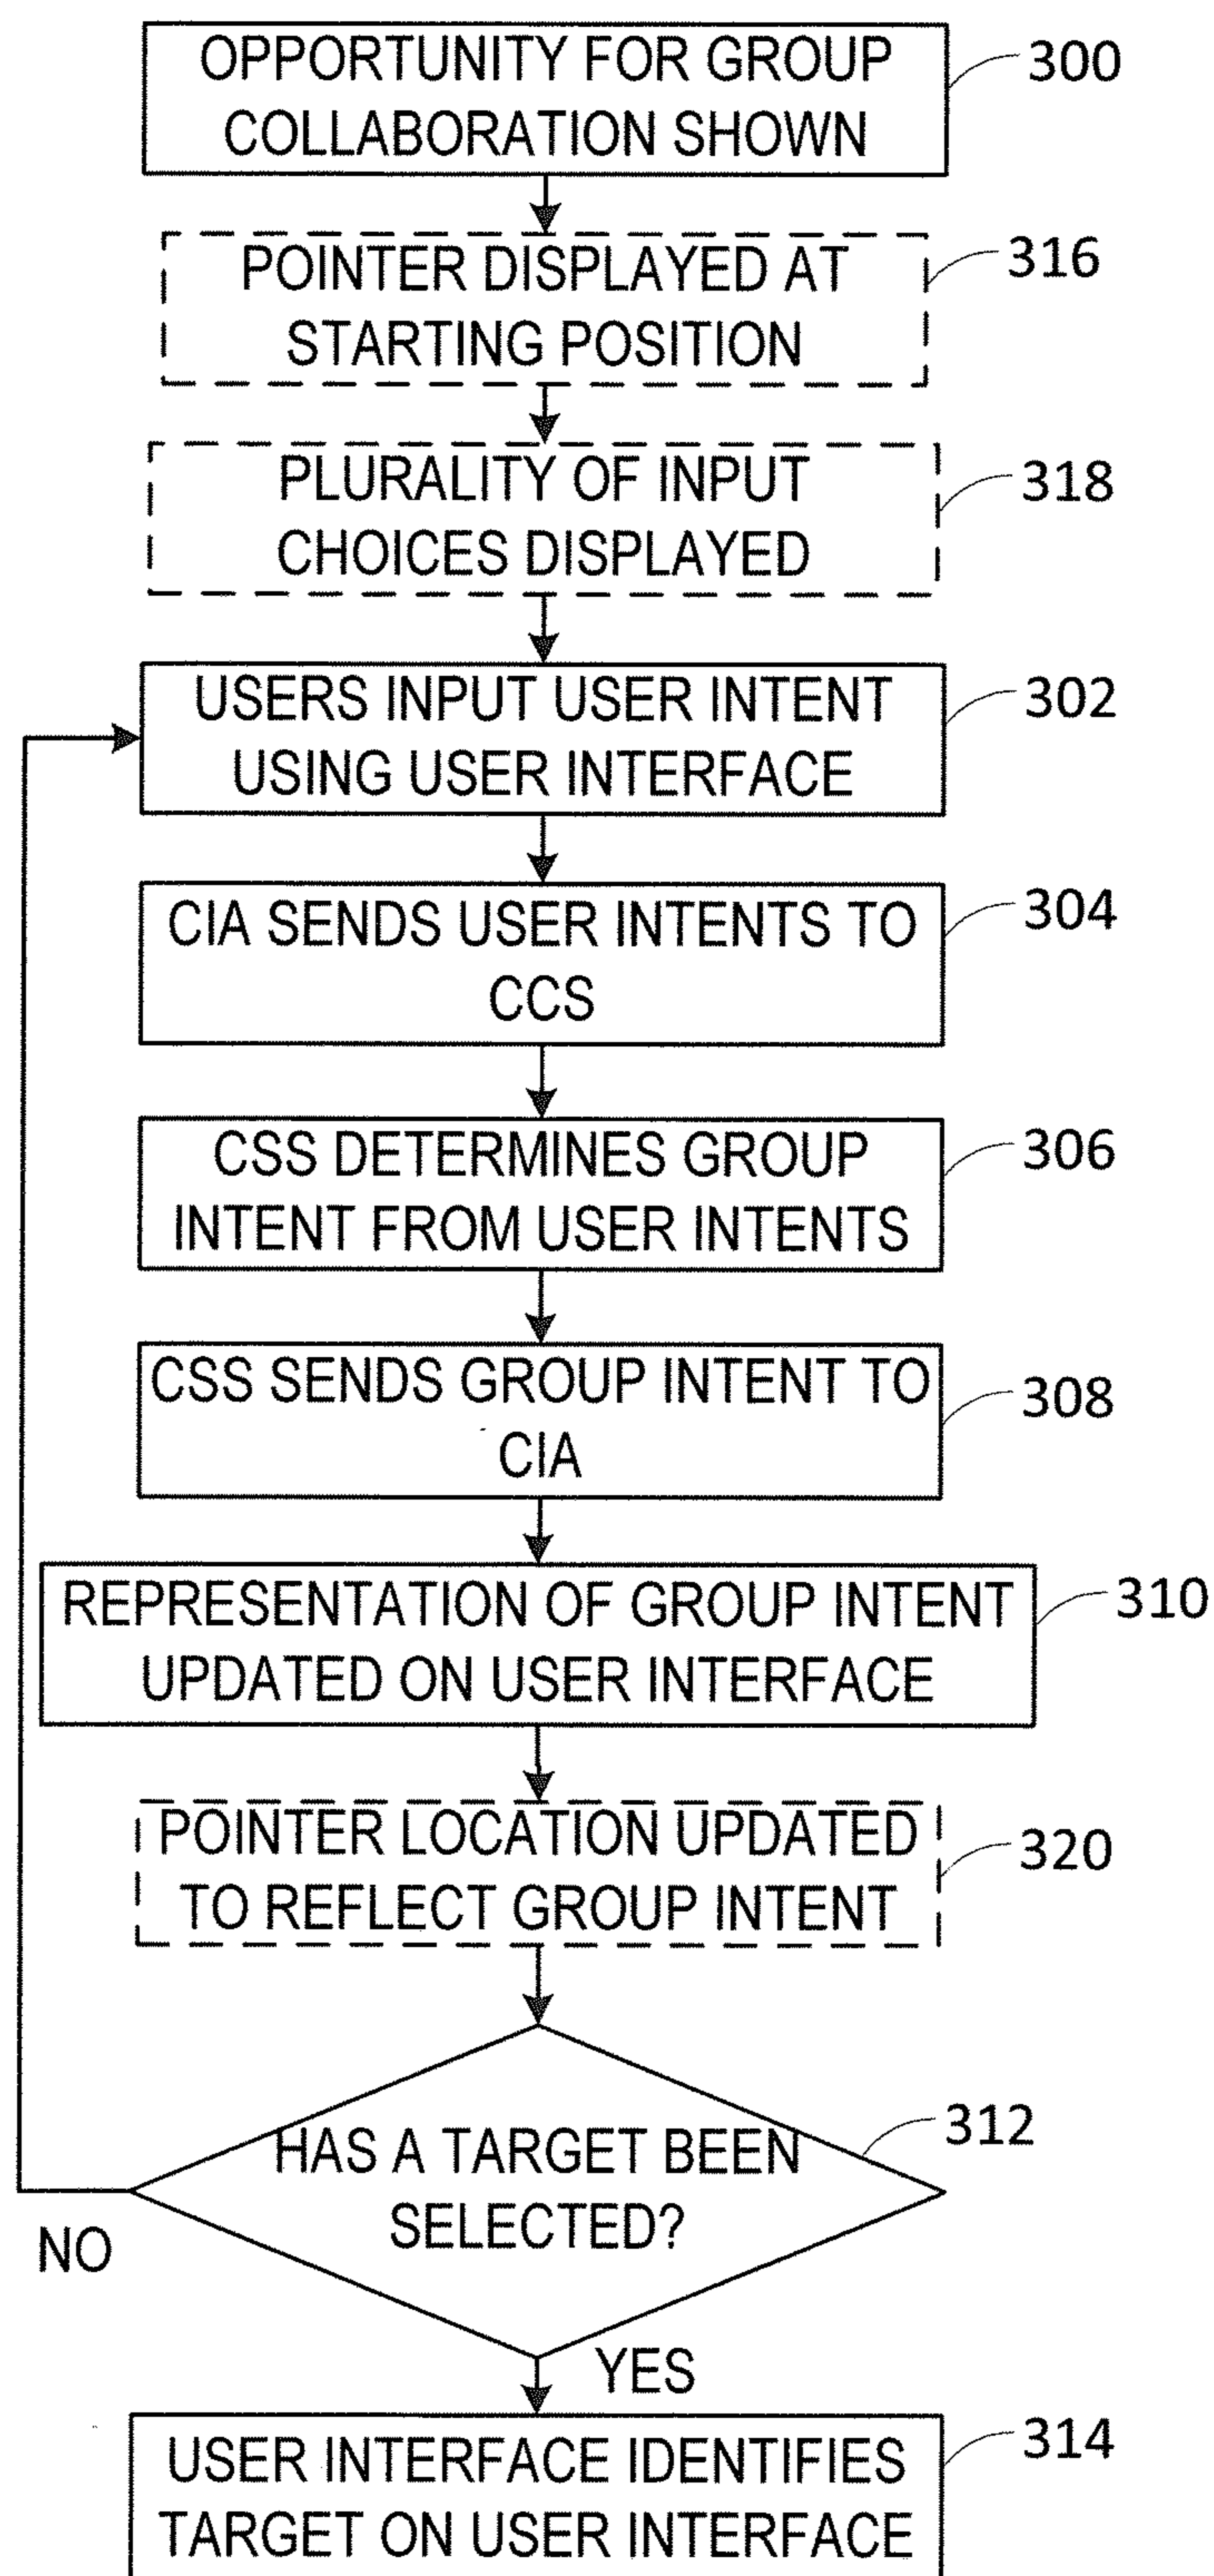 OPPORTUNITY FOR GROUP
COLLABORATION SHOWN
300
POINTER DISPLAYED AT
STARTING POSITION
316
PLURALITY OF INPUT
CHOICES DISPLAYED
318
USERS INPUT USER INTENT
USING USER INTERFACE
302
CIA SENDS USER INTENTS TO
CCS
304
CSS DETERMINES GROUP
INTENT FROM USER INTENTS
306
CSS SENDS GROUP INTENT TO
CIA
308
REPRESENTATION OF GROUP INTENT
UPDATED ON USER INTERFACE
310
POINTER LOCATION UPDATED
TO REFLECT GROUP INTENT
320
HAS A TARGET BEEN
SELECTED?
312
NO
YES
USER INTERFACE IDENTIFIES
TARGET ON USER INTERFACE
314